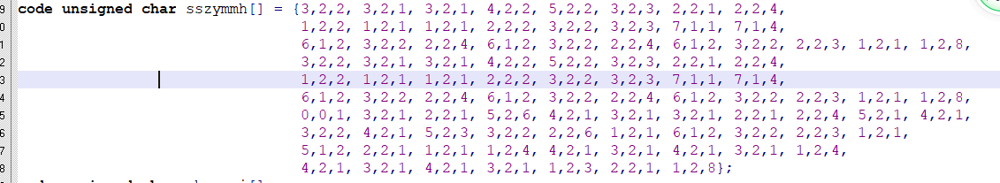 9 code unsigned char sszymmh[] = {3,2,2, 3,2,1, 3,2,1, 4,2,2, 5,2,2, 3,2,3, 2,2,1, 2,2,4,
0 1,2,2, 1,2,1, 1,2,1, 2,2,2, 3,2,2, 3,2,3, 7,1,1, 7,1,4,
1 6,1,2, 3,2,2, 2,2,4, 6,1,2, 3,2,2, 2,2,4, 6,1,2, 3,2,2, 2,2,3, 1,2,1, 1,2,8,
2 3,2,2, 3,2,1, 3,2,1, 4,2,2, 5,2,2, 3,2,3, 2,2,1, 2,2,4,
3 1,2,2, 1,2,1, 1,2,1, 2,2,2, 3,2,2, 3,2,3, 7,1,1, 7,1,4,
4 6,1,2, 3,2,2, 2,2,4, 6,1,2, 3,2,2, 2,2,4, 6,1,2, 3,2,2, 2,2,3, 1,2,1, 1,2,8,
5 0,0,1, 3,2,1, 2,2,1, 5,2,6, 4,2,1, 3,2,1, 3,2,1, 2,2,1, 2,2,4, 5,2,1, 4,2,1,
6 3,2,2, 4,2,1, 5,2,3, 3,2,2, 2,2,6, 1,2,1, 6,1,2, 3,2,2, 2,2,3, 1,2,1,
7 5,1,2, 2,2,1, 1,2,1, 1,2,4, 4,2,1, 3,2,1, 4,2,1, 3,2,1, 1,2,4,
8 4,2,1, 3,2,1, 4,2,1, 3,2,1, 1,2,3, 2,2,1, 1,2,8};